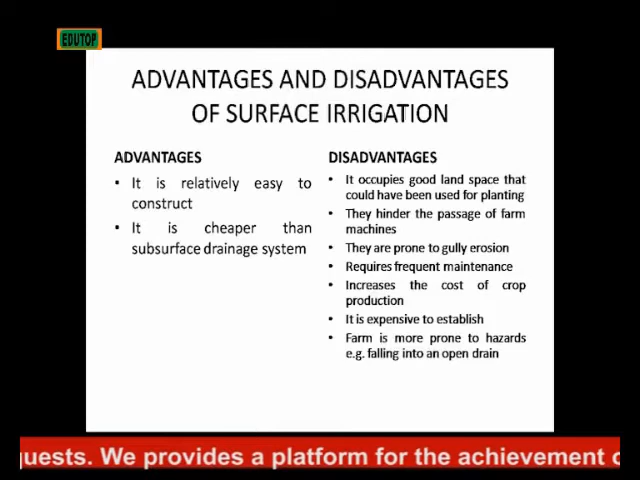 EDUTOP
ADVANTAGES AND DISADVANTAGES
OF SURFACE IRRIGATION
ADVANTAGES
• It is relatively easy to
construct
• It is cheaper than
subsurface drainage system
DISADVANTAGES
• It occupies good land space that
could have been used for planting
• They hinder the passage of farm
machines
• They are prone to gully erosion
• Requires frequent maintenance
• Increases the cost of crop
production
• It is expensive to establish
• Farm is more prone to hazards
e.g. falling into an open drain
quests. We provides a platform for the achievement